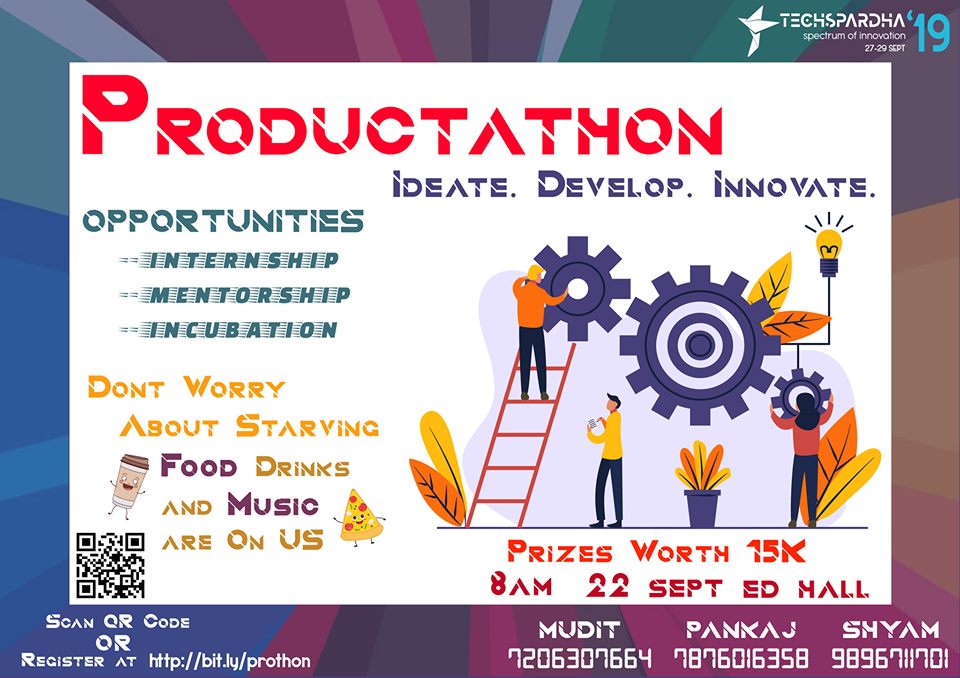 TECHSPARDHA'19
spectrum of innovation
27-29 SEPT
PRODUCTATHON
IDEATE. DEVELOP. INNOVATE.
OPPORTUNITIES
INTERNSHIP
MENTORSHIP
INCUBATION
DONT WORRY
ABOUT STARVING
FOOD DRINKS
AND MUSIC
ARE ON US
PRIZES WORTH 15K
8AM 22 SEPT ED HALL
SCAN QR CODE
OR
REGISTER AT http://bit.ly/prothon
MUDIT PANKAJ SHYAM
7206307664 7876016358 9896711701